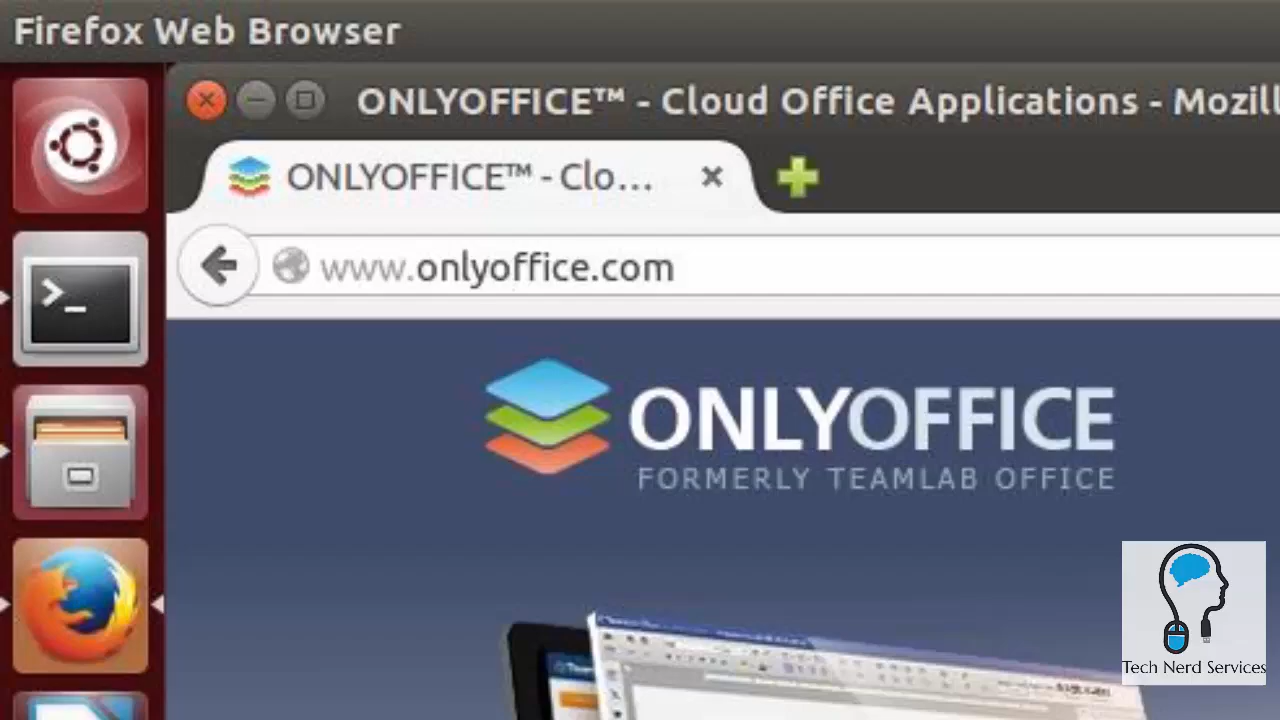 Firefox Web Browser
ONLYOFFICE™ - Cloud Office Applications - Mozill
ONLYOFFICE™ - Clo...
www.onlyoffice.com
ONLYOFFICE
FORMERLY TEAMLAB OFFICE
>_
Tech Nerd Services